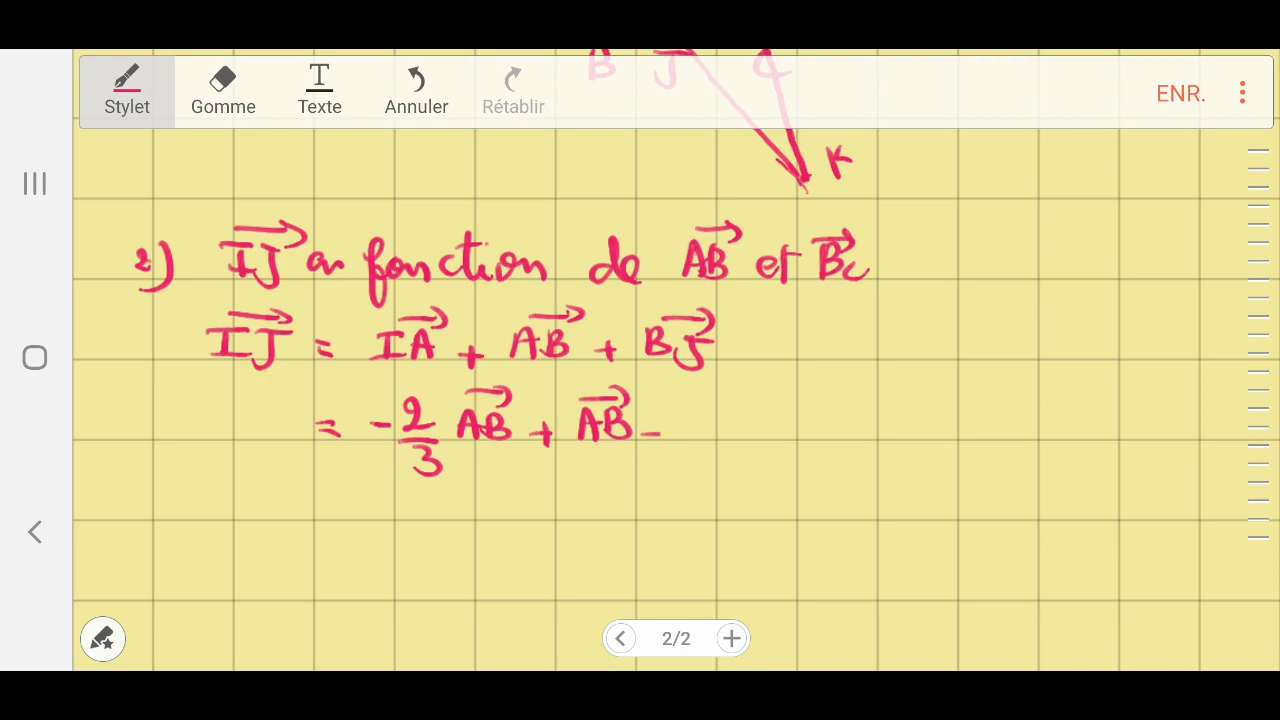 B J C
Stylet Gomme Texte Annuler Rétablir ENR.
K
2) IJ en fonction de AB et BC
IJ = IA + AB + BJ
= -2/3 AB + AB -
2/2